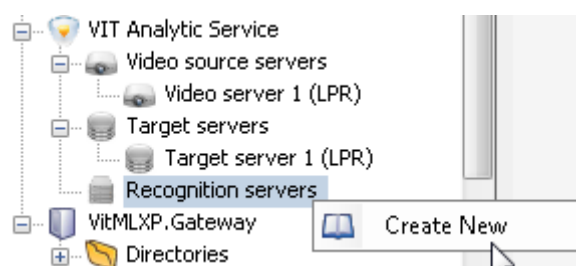 VIT Analytic Service
Video source servers
Video server 1 (LPR)
Target servers
Target server 1 (LPR)
Recognition servers
VitMLXP.Gateway
Create New
Directories